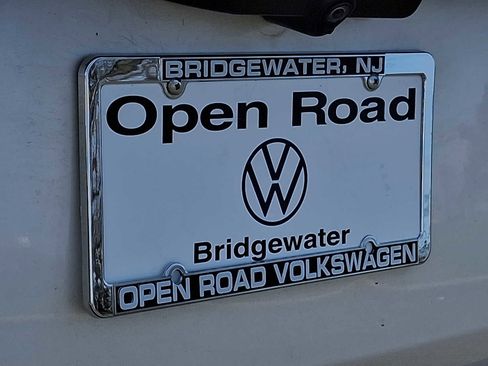 BRIDGEWATER, NJ
Open Road
Bridgewater
OPEN ROAD VOLKSWAGEN